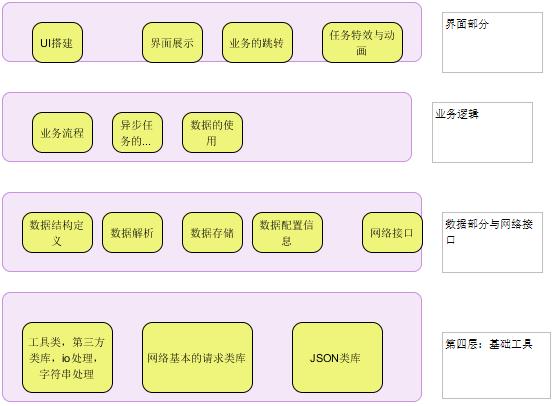 UI搭建
界面展示
业务的跳转
任务特效与动
画
界面部分
业务流程
异步任
务的...
数据的使
用
业务逻辑
数据结构定
义
数据解析
数据存储
数据配置信
息
网络接口
数据部分与网络接
口
工具类，第三方
类库，io处理，
字符串处理
网络基本的请求类库
JSON类库
第四层：基础工具